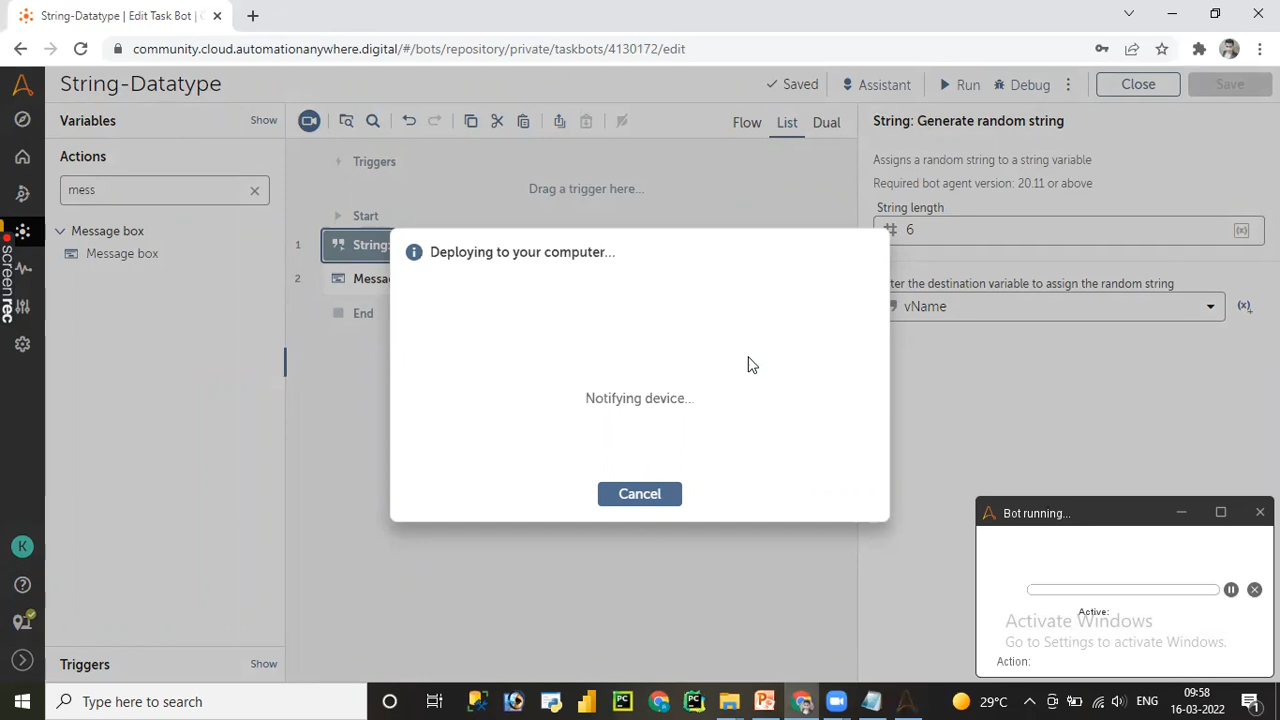 String-Datatype | Edit Task Bot | 
community.cloud.automationanywhere.digital/#/bots/repository/private/taskbots/4130172/edit
String-Datatype
Saved
Assistant
Run
Debug
Close
Save
Variables
Show
Flow
List
Dual
String: Generate random string
Actions
Triggers
Assigns a random string to a string variable
Required bot agent version: 20.11 or above
mess
Drag a trigger here...
String length
Start
6
Message box
1
String:
Message box
2
Deploying to your computer...
the destination variable to assign the random string
End
vName
Notifying device...
Cancel
screenrec
Bot running...
K
Active:
Activate Windows
Go to Settings to activate Windows.
Action:
Triggers
Show
Type here to search
29°C
ENG
09:58
16-03-2022
1